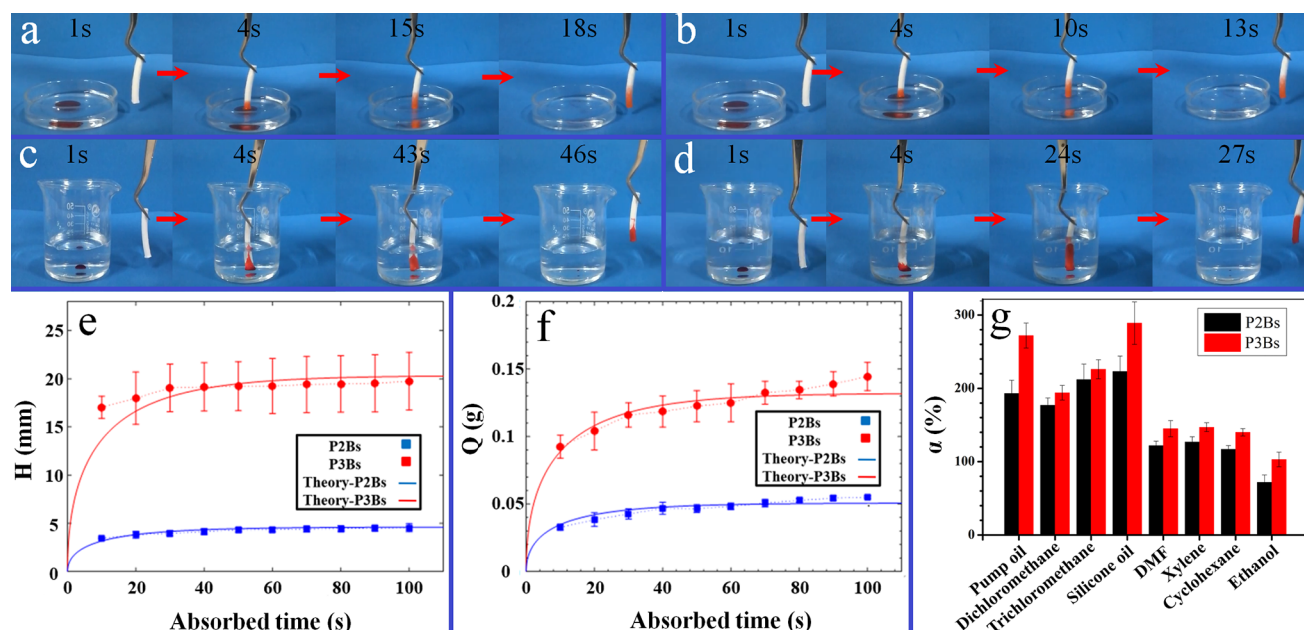 a 1s 4s 15s 18s
b 1s 4s 10s 13s
c 1s 4s 43s 46s
d 1s 4s 24s 27s
e
H (mm)
25
20
15
10
5
0
0 20 40 60 80 100
Absorbed time (s)
P2Bs
P3Bs
Theory-P2Bs
Theory-P3Bs
f
Q (g)
0.2
0.15
0.1
0.05
0
0 20 40 60 80 100
Absorbed time (s)
P2Bs
P3Bs
Theory-P2Bs
Theory-P3Bs
g
α (%)
300
200
100
0
P2Bs
P3Bs
Pump oil
Dichloromethane
Trichloromethane
Silicone oil
DMF
Xylene
Cyclohexane
Ethanol